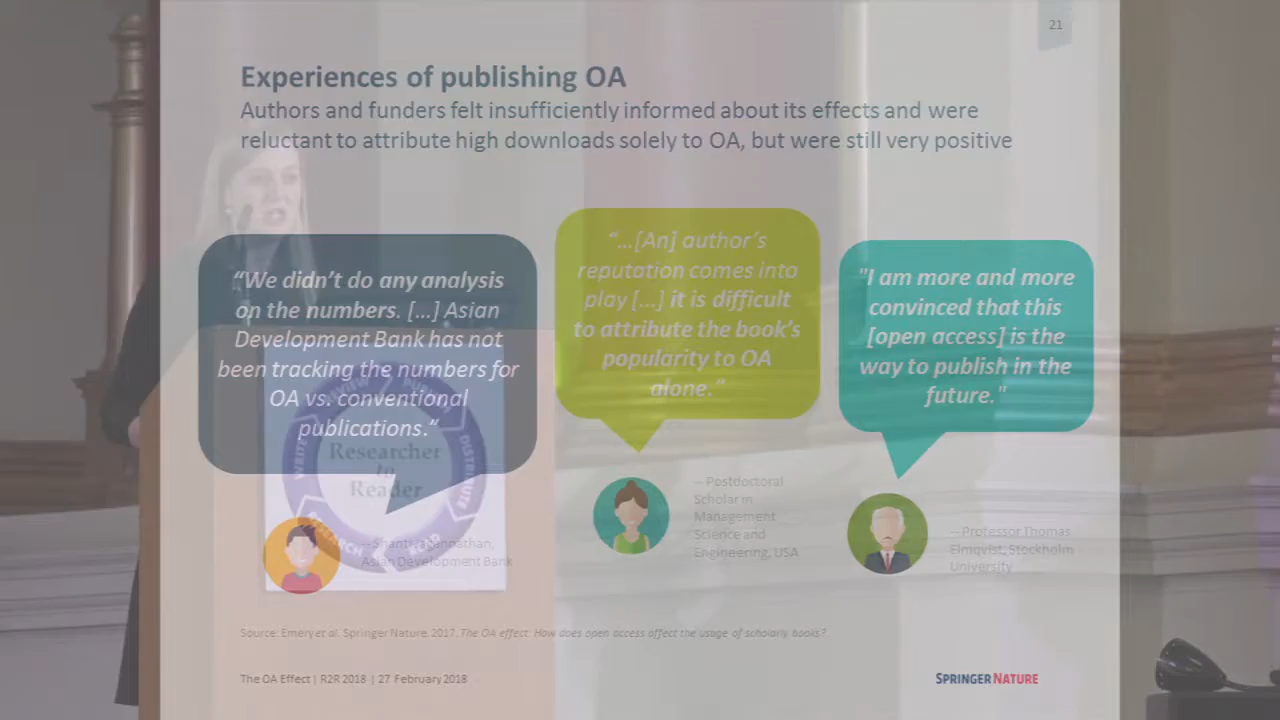 21
Experiences of publishing OA
Authors and funders felt insufficiently informed about its effects and were
reluctant to attribute high downloads solely to OA, but were still very positive
“We didn’t do any analysis
on the numbers. […] Asian
Development Bank has not
been tracking the numbers for
OA vs. conventional
publications.“
“…[An] author’s
reputation comes into
play […] it is difficult
to attribute the book’s
popularity to OA
alone.“
"I am more and more
convinced that this
[open access] is the
way to publish in the
future."
REVIEW
PUBLISH
DISTRIBUTE
READ
RESEARCH
WRITE
Researcher
to
Reader
Asian Development Bank
– Postdoctoral
Scholar in
Management
Science and
Engineering, USA
– Professor Thomas
Elmqvist, Stockholm
University
Source: Emery et al. Springer Nature. 2017. The OA effect: How does open access affect the usage of scholarly books?
The OA Effect | R2R 2018 | 27 February 2018
SPRINGER NATURE